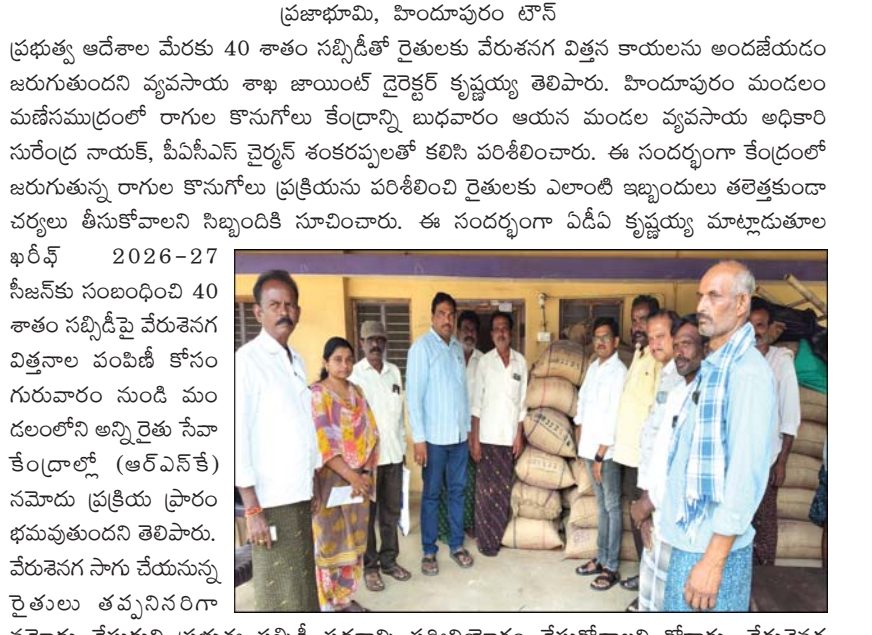 ప్రజాభూమి, హిందూపురం టౌన్
ప్రభుత్వ ఆదేశాల మేరకు 40 శాతం సబ్సిడీతో రైతులకు వేరుశనగ విత్తన కాయలను అందజేయడం
జరుగుతుందని వ్యవసాయ శాఖ జాయింట్ డైరెక్టర్ కృష్ణయ్య తెలిపారు. హిందూపురం మండలం
మణేసముద్రంలో రాగుల కొనుగోలు కేంద్రాన్ని బుధవారం ఆయన మండల వ్యవసాయ అధికారి
సురేంద్ర నాయక్, పీఏసీఎస్ చైర్మన్ శంకరప్పలతో కలిసి పరిశీలించారు. ఈ సందర్భంగా కేంద్రంలో
జరుగుతున్న రాగుల కొనుగోలు ప్రక్రియను పరిశీలించి రైతులకు ఎలాంటి ఇబ్బందులు తలెత్తకుండా
చర్యలు తీసుకోవాలని సిబ్బందికి సూచించారు. ఈ సందర్భంగా ఏడీఏ కృష్ణయ్య మాట్లాడుతూల
ఖరీఫ్ 2026-27
సీజన్‌కు సంబంధించి 40
శాతం సబ్సిడీపై వేరుశెనగ
విత్తనాల పంపిణీ కోసం
గురువారం నుండి మం
డలంలోని అన్ని రైతు సేవా
కేంద్రాల్లో (ఆర్ఎన్‌కే)
నమోదు ప్రక్రియ ప్రారం
భమవుతుందని తెలిపారు.
వేరుశెనగ సాగు చేయనున్న
రైతులు తప్పనిసరిగా